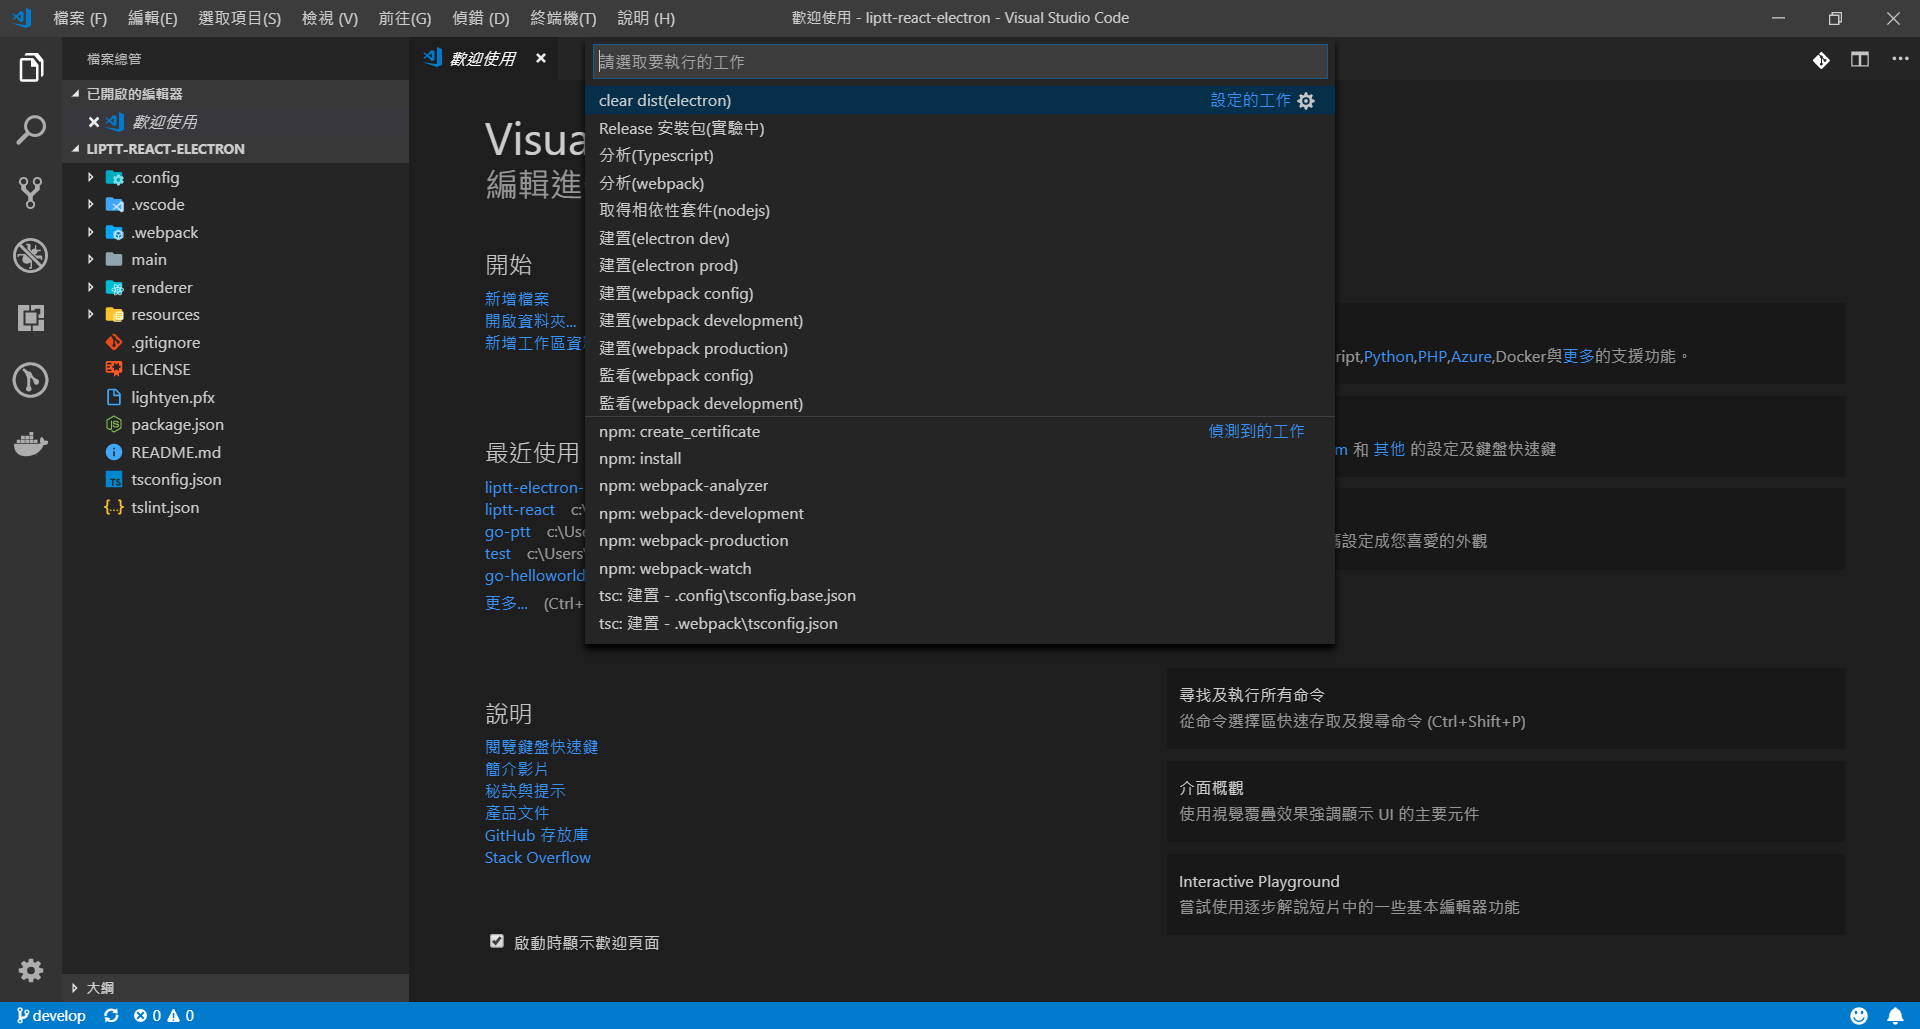 檔案 (F) 編輯(E) 選取項目(S) 檢視 (V) 前往(G) 偵錯 (D) 終端機(T) 說明 (H)
歡迎使用 - liptt-react-electron - Visual Studio Code
檔案總管
已開啟的編輯器
歡迎使用
LIPTT-REACT-ELECTRON
.config
.vscode
.webpack
main
renderer
resources
.gitignore
LICENSE
lightyen.pfx
package.json
README.md
tsconfig.json
tslint.json
大綱
歡迎使用
請選取要執行的工作
clear dist(electron) 設定的工作
Release 安裝包(實驗中)
分析(Typescript)
分析(webpack)
取得相依性套件(nodejs)
建置(electron dev)
建置(electron prod)
建置(webpack config)
建置(webpack development)
建置(webpack production)
監看(webpack config)
監看(webpack development)
npm: create_certificate 偵測到的工作
npm: install
npm: webpack-analyzer
npm: webpack-development
npm: webpack-production
npm: webpack-watch
tsc: 建置 - .config\tsconfig.base.json
tsc: 建置 - .webpack\tsconfig.json
Visua
編輯進
開始
新增檔案
開啟資料夾...
新增工作區資
最近使用
liptt-electron-
liptt-react c:\
go-ptt c:\Use
test c:\Users\
go-helloworld
更多... (Ctrl+
說明
閱覽鍵盤快速鍵
簡介影片
秘訣與提示
產品文件
GitHub 存放庫
Stack Overflow
啟動時顯示歡迎頁面
ript,Python,PHP,Azure,Docker與更多的支援功能。
m 和 其他 的設定及鍵盤快速鍵
設定成您喜愛的外觀
尋找及執行所有命令
從命令選擇區快速存取及搜尋命令 (Ctrl+Shift+P)
介面概觀
使用視覺覆疊效果強調顯示 UI 的主要元件
Interactive Playground
嘗試使用逐步解說短片中的一些基本編輯器功能
develop 0 0